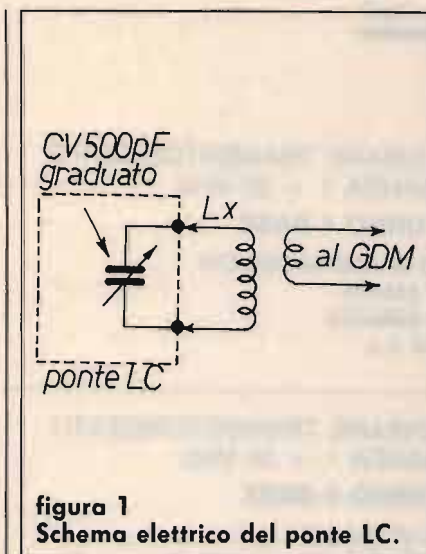 CV500pF
graduato
Lx
al GDM
ponte LC
figura 1
Schema elettrico del ponte LC.